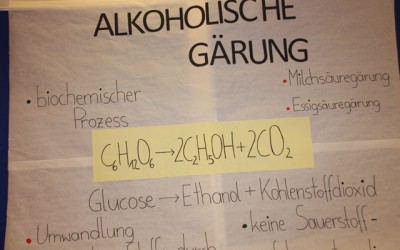 ALKOHOLISCHE
GÄRUNG
• biochemischer
Prozess
• Milchsäuregärung
• Essigsäuregärung
C₆H₁₂O₆ → 2C₂H₅OH + 2CO₂
Glucose → Ethanol + Kohlenstoffdioxid
• Umwandlung
• keine Sauerstoff-